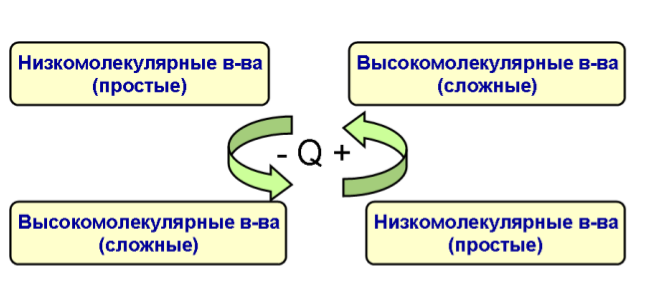 Низкомолекулярные в-ва
(простые)
Высокомолекулярные в-ва
(сложные)
- Q +
Высокомолекулярные в-ва
(сложные)
Низкомолекулярные в-ва
(простые)